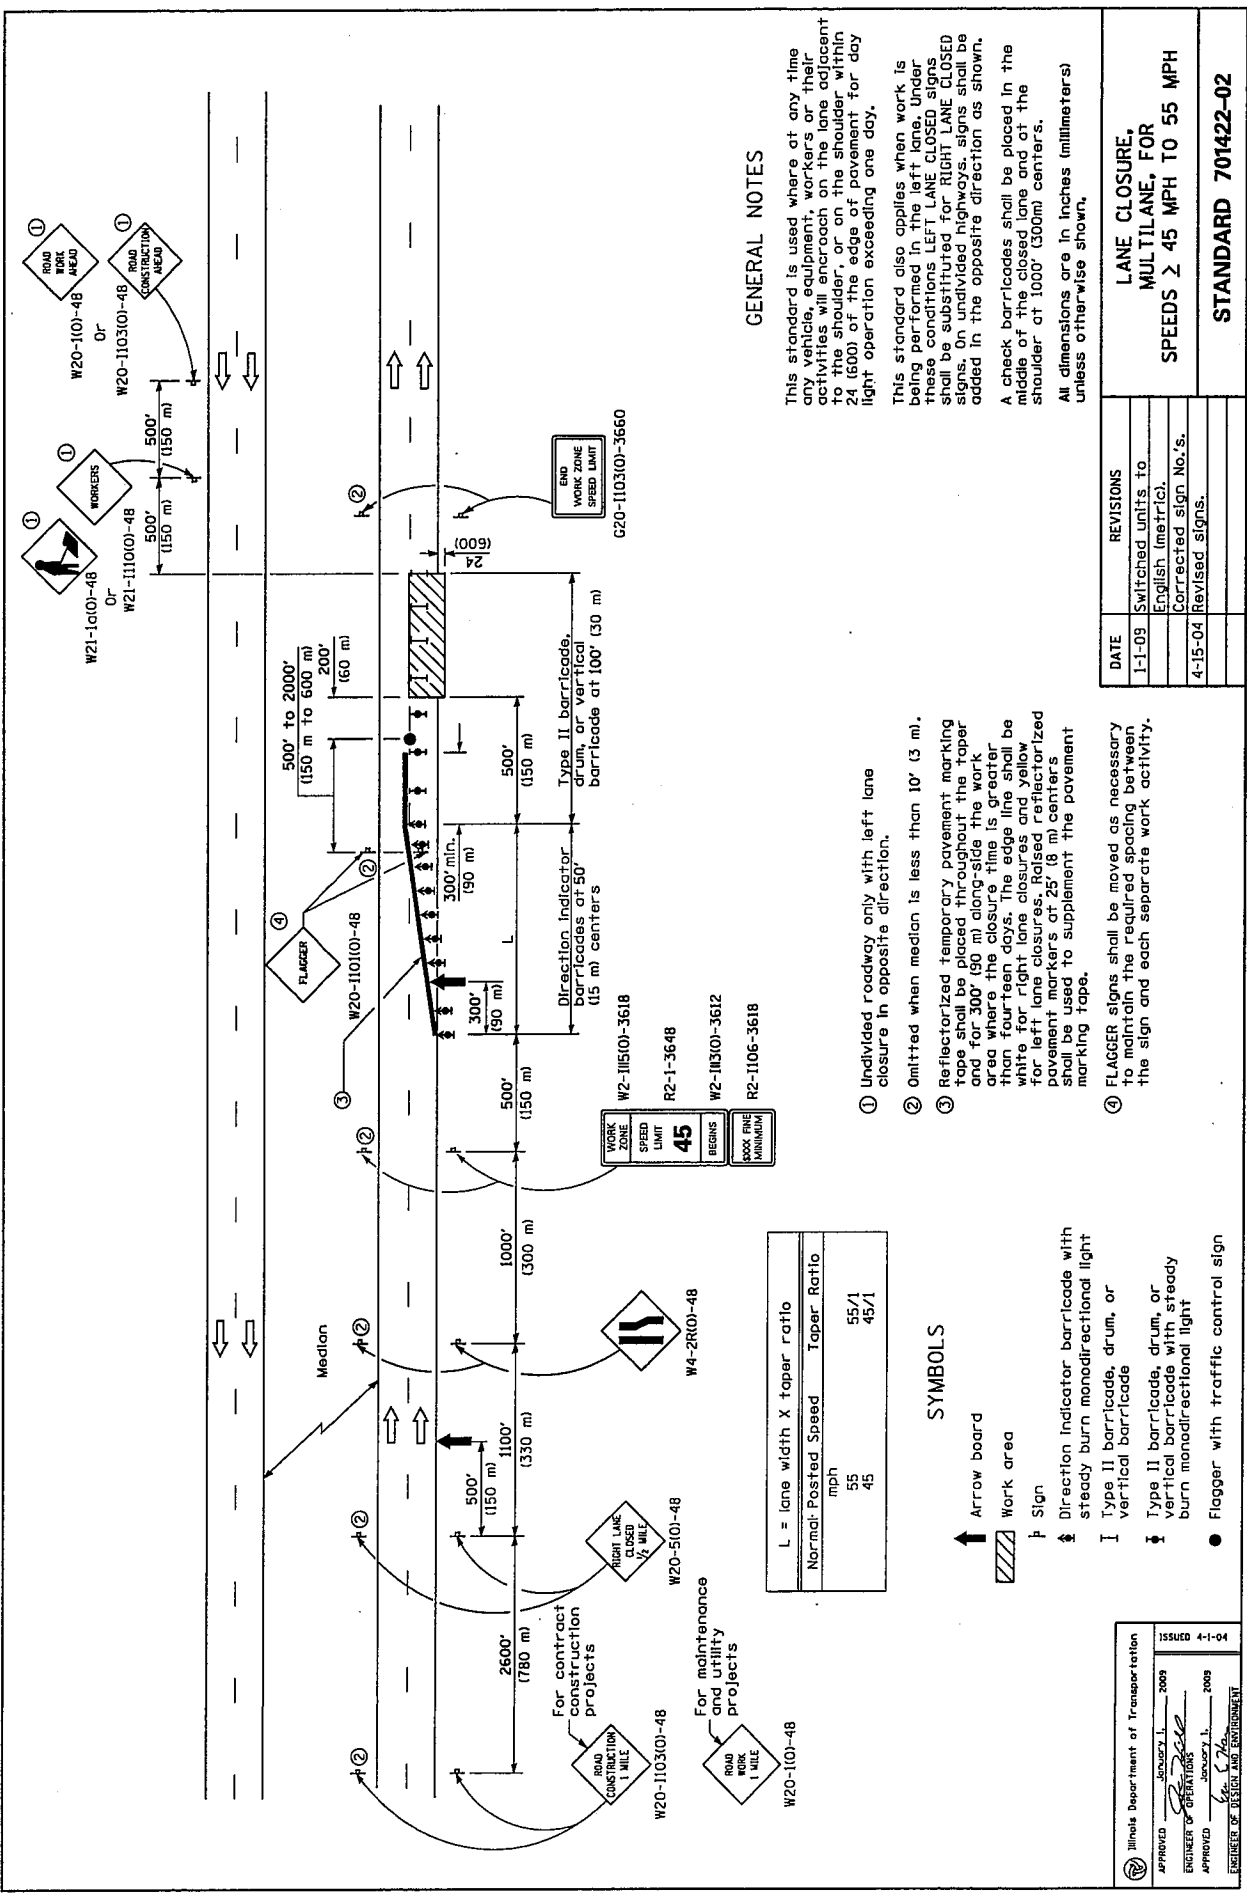 ROAD
WORK
AHEAD
①
W20-1(O)-48
Or
ROAD
CONSTRUCTION
AHEAD
①
W20-I103(O)-48
500'
(150 m)
500'
(150 m)
①
WORKERS
①
W21-1a(O)-48
Or
W21-I110(O)-48
500' to 2000'
(150 m to 600 m)
200'
(60 m)
④
FLAGGER
W20-I101(O)-48
③
Median
②
②
②
②
②
②
24
(600)
END
WORK ZONE
SPEED LIMIT
G20-I103(O)-3660
500'
(150 m)
Type II barricade,
drum, or vertical
barricade at 100' (30 m)
300' min.
(90 m)
L
Direction indicator
barricades at 50'
(15 m) centers
300'
(90 m)
500'
(150 m)
1000'
(300 m)
1100'
(330 m)
500'
(150 m)
2600'
(780 m)
WORK
ZONE
W2-I115(O)-3618
SPEED
LIMIT
45
R2-1-3648
BEGINS
W2-I113(O)-3612
$XXX FINE
MINIMUM
R2-I106-3618
W4-2R(O)-48
RIGHT LANE
CLOSED
1/2 MILE
W20-5(O)-48
For contract
construction
projects
ROAD
CONSTRUCTION
1 MILE
W20-I103(O)-48
For maintenance
and utility
projects
ROAD
WORK
1 MILE
W20-1(O)-48
L = lane width X taper ratio
Normal Posted Speed Taper Ratio
mph
55 55/1
45 45/1
SYMBOLS
Arrow board
Work area
Sign
Direction indicator barricade with
steady burn monodirectional light
Type II barricade, drum, or
vertical barricade
Type II barricade, drum, or
vertical barricade with steady
burn monodirectional light
Flagger with traffic control sign
① Undivided roadway only with left lane
closure in opposite direction.
② Omitted when median is less than 10' (3 m).
③ Reflectorized temporary pavement marking
tape shall be placed throughout the taper
and for 300' (90 m) along-side the work
area where the closure time is greater
than fourteen days. The edge line shall be
white for right lane closures and yellow
for left lane closures. Raised reflectorized
pavement markers at 25' (8 m) centers
shall be used to supplement the pavement
marking tape.
④ FLAGGER signs shall be moved as necessary
to maintain the required spacing between
the sign and each separate work activity.
GENERAL NOTES
This standard is used where at any time
any vehicle, equipment, workers or their
activities will encroach on the lane adjacent
to the shoulder, or on the shoulder within
24 (600) of the edge of pavement for day
light operation exceeding one day.
This standard also applies when work is
being performed in the left lane. Under
these conditions LEFT LANE CLOSED signs
shall be substituted for RIGHT LANE CLOSED
signs. On undivided highways, signs shall be
added in the opposite direction as shown.
A check barricades shall be placed in the
middle of the closed lane and at the
shoulder at 1000' (300m) centers.
All dimensions are in inches (millimeters)
unless otherwise shown.
Illinois Department of Transportation
APPROVED January 1, 2009
ENGINEER OF OPERATIONS
APPROVED January 1, 2009
ENGINEER OF DESIGN AND ENVIRONMENT
ISSUED 4-1-04
DATE REVISIONS
1-1-09 Switched units to
English (metric).
Corrected sign No.'s.
4-15-04 Revised signs.
LANE CLOSURE,
MULTILANE, FOR
SPEEDS ≥ 45 MPH TO 55 MPH
STANDARD 701422-02